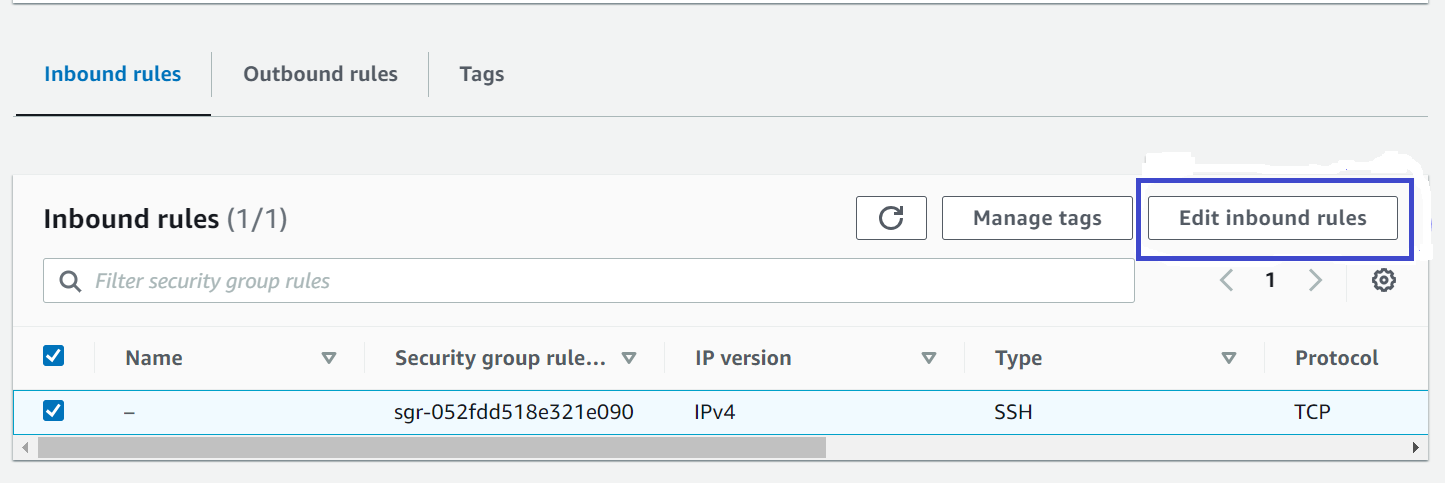 Inbound rules
Outbound rules
Tags
Inbound rules (1/1)
Manage tags
Edit inbound rules
Filter security group rules
1
Name
Security group rule...
IP version
Type
Protocol
–
sgr-052fdd518e321e090
IPv4
SSH
TCP